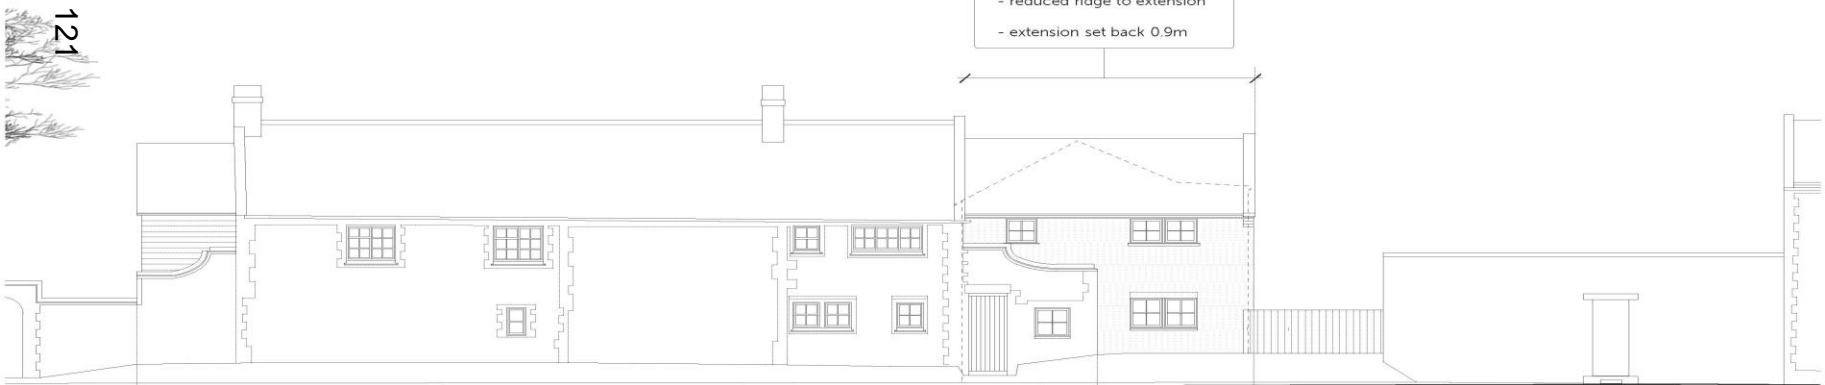 121
- reduced ridge to extension
- extension set back 0.9m